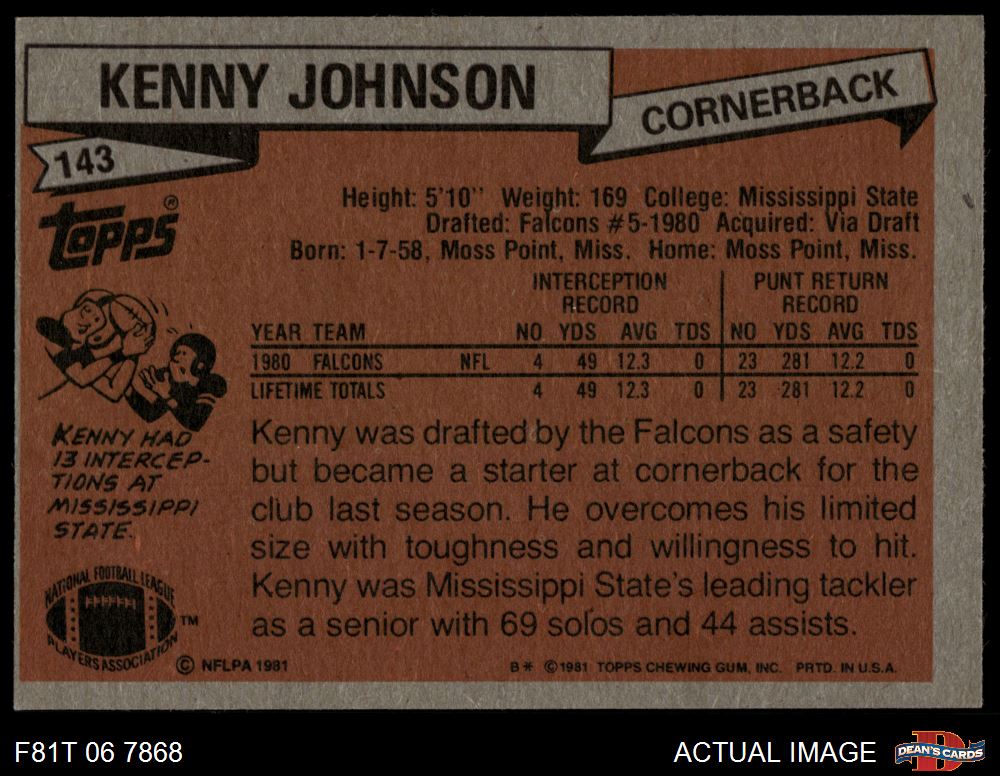 KENNY JOHNSON
CORNERBACK
143
TOPPS®
Height: 5'10" Weight: 169 College: Mississippi State
Drafted: Falcons #5-1980 Acquired: Via Draft
Born: 1-7-58, Moss Point, Miss. Home: Moss Point, Miss.
INTERCEPTION RECORD PUNT RETURN RECORD
YEAR TEAM NO YDS AVG TDS NO YDS AVG TDS
1980 FALCONS NFL 4 49 12.3 0 23 281 12.2 0
LIFETIME TOTALS 4 49 12.3 0 23 281 12.2 0
KENNY HAD
13 INTERCEP-
TIONS AT
MISSISSIPPI
STATE.
Kenny was drafted by the Falcons as a safety
but became a starter at cornerback for the
club last season. He overcomes his limited
size with toughness and willingness to hit.
Kenny was Mississippi State's leading tackler
as a senior with 69 solos and 44 assists.
NATIONAL FOOTBALL LEAGUE
PLAYERS ASSOCIATION
TM
© NFLPA 1981
B* ©1981 TOPPS CHEWING GUM, INC. PRTD. IN U.S.A.
F81T 06 7868
ACTUAL IMAGE
D
DEAN'S CARDS